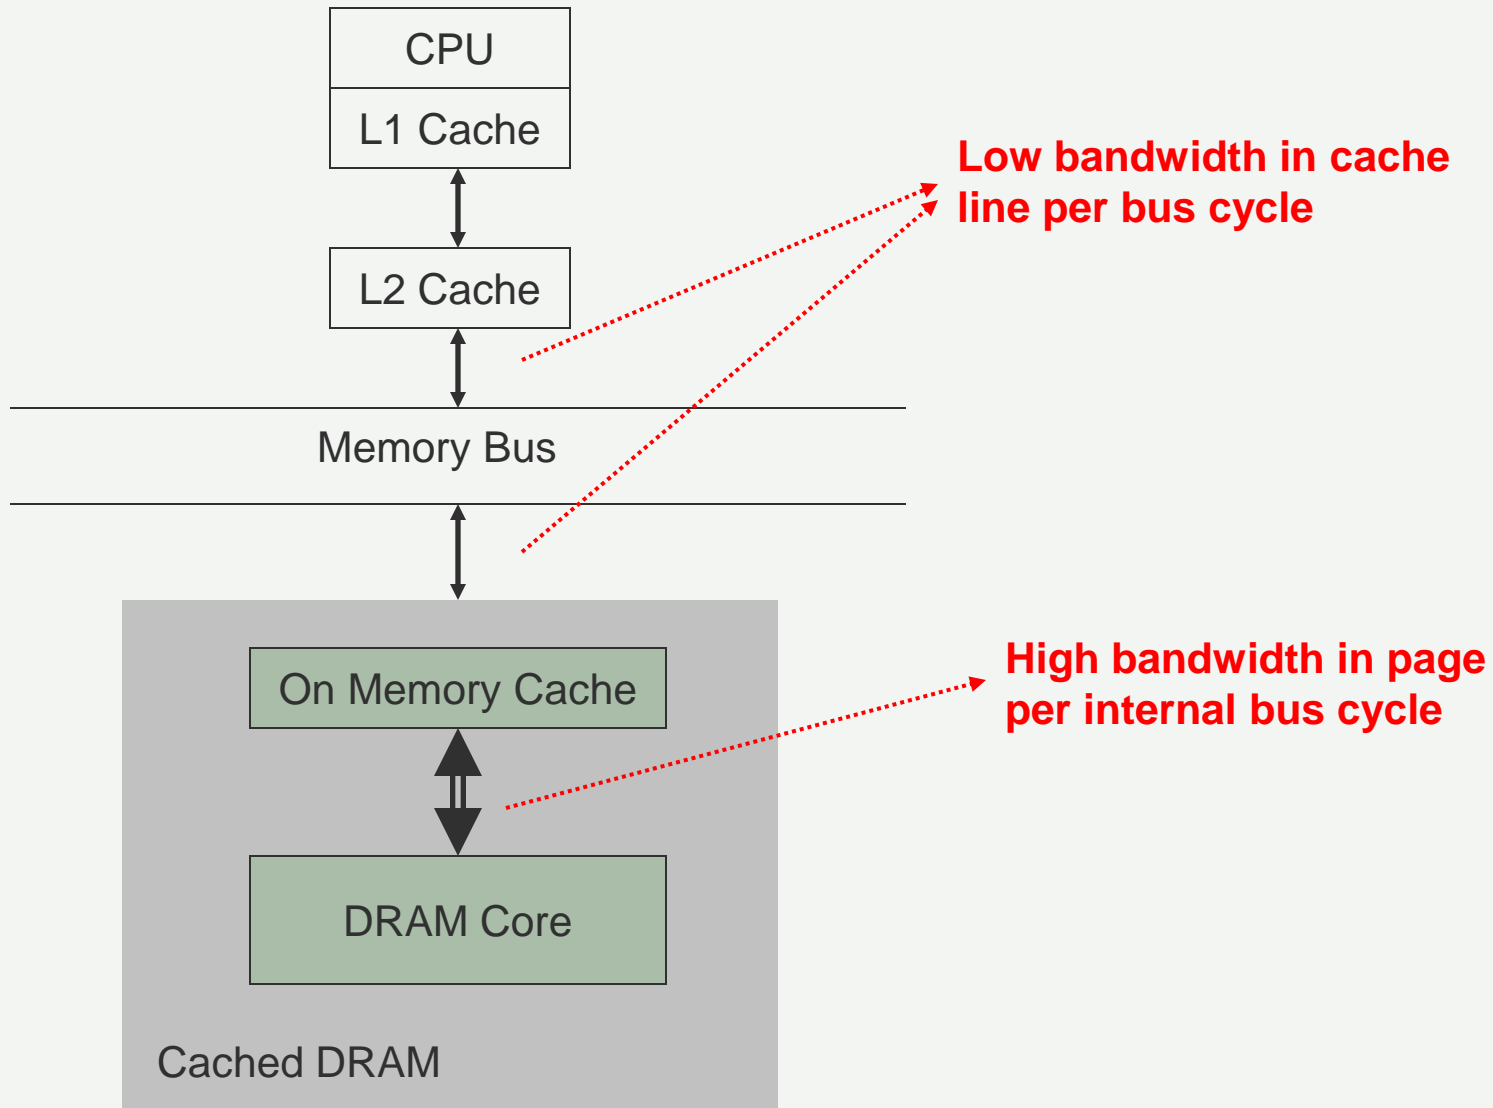 CPU
L1 Cache
Low bandwidth in cache
line per bus cycle
L2 Cache
Memory Bus
On Memory Cache
High bandwidth in page
per internal bus cycle
DRAM Core
Cached DRAM